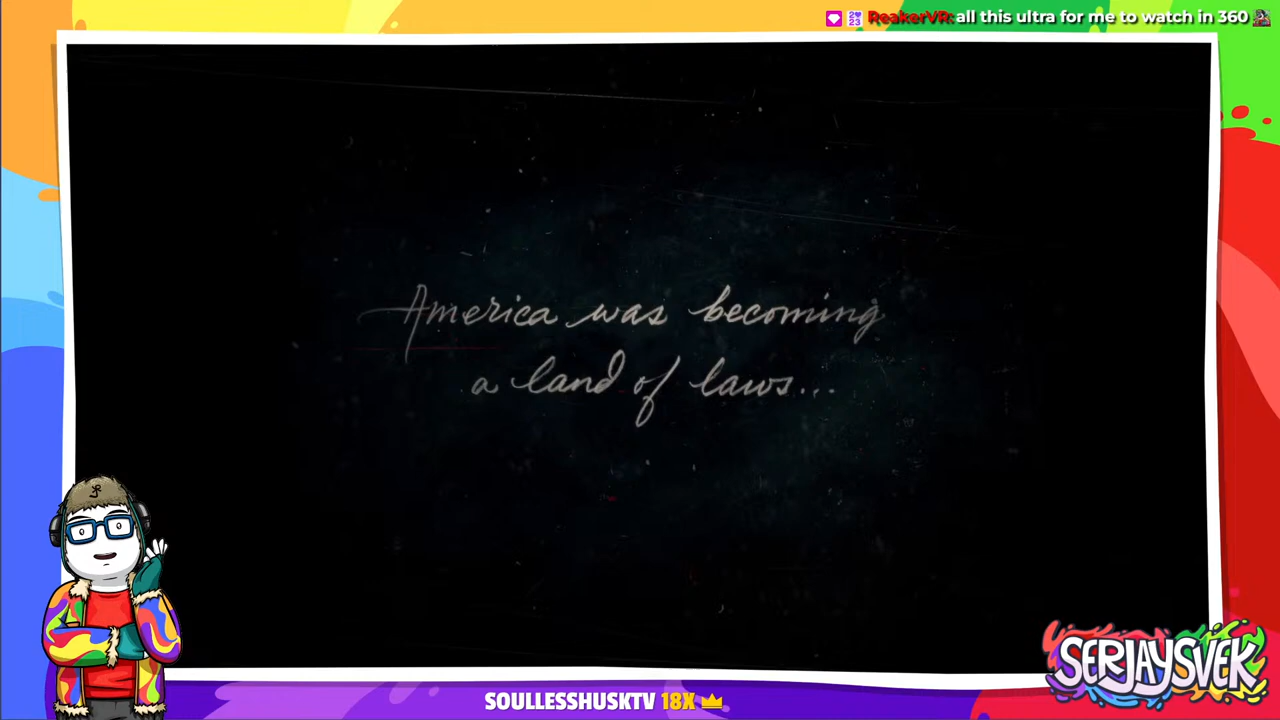 ReakerVR: all this ultra for me to watch in 360
America was becoming
a land of laws...
SERJAYSVEK
SOULLESSHUSKTV 18X